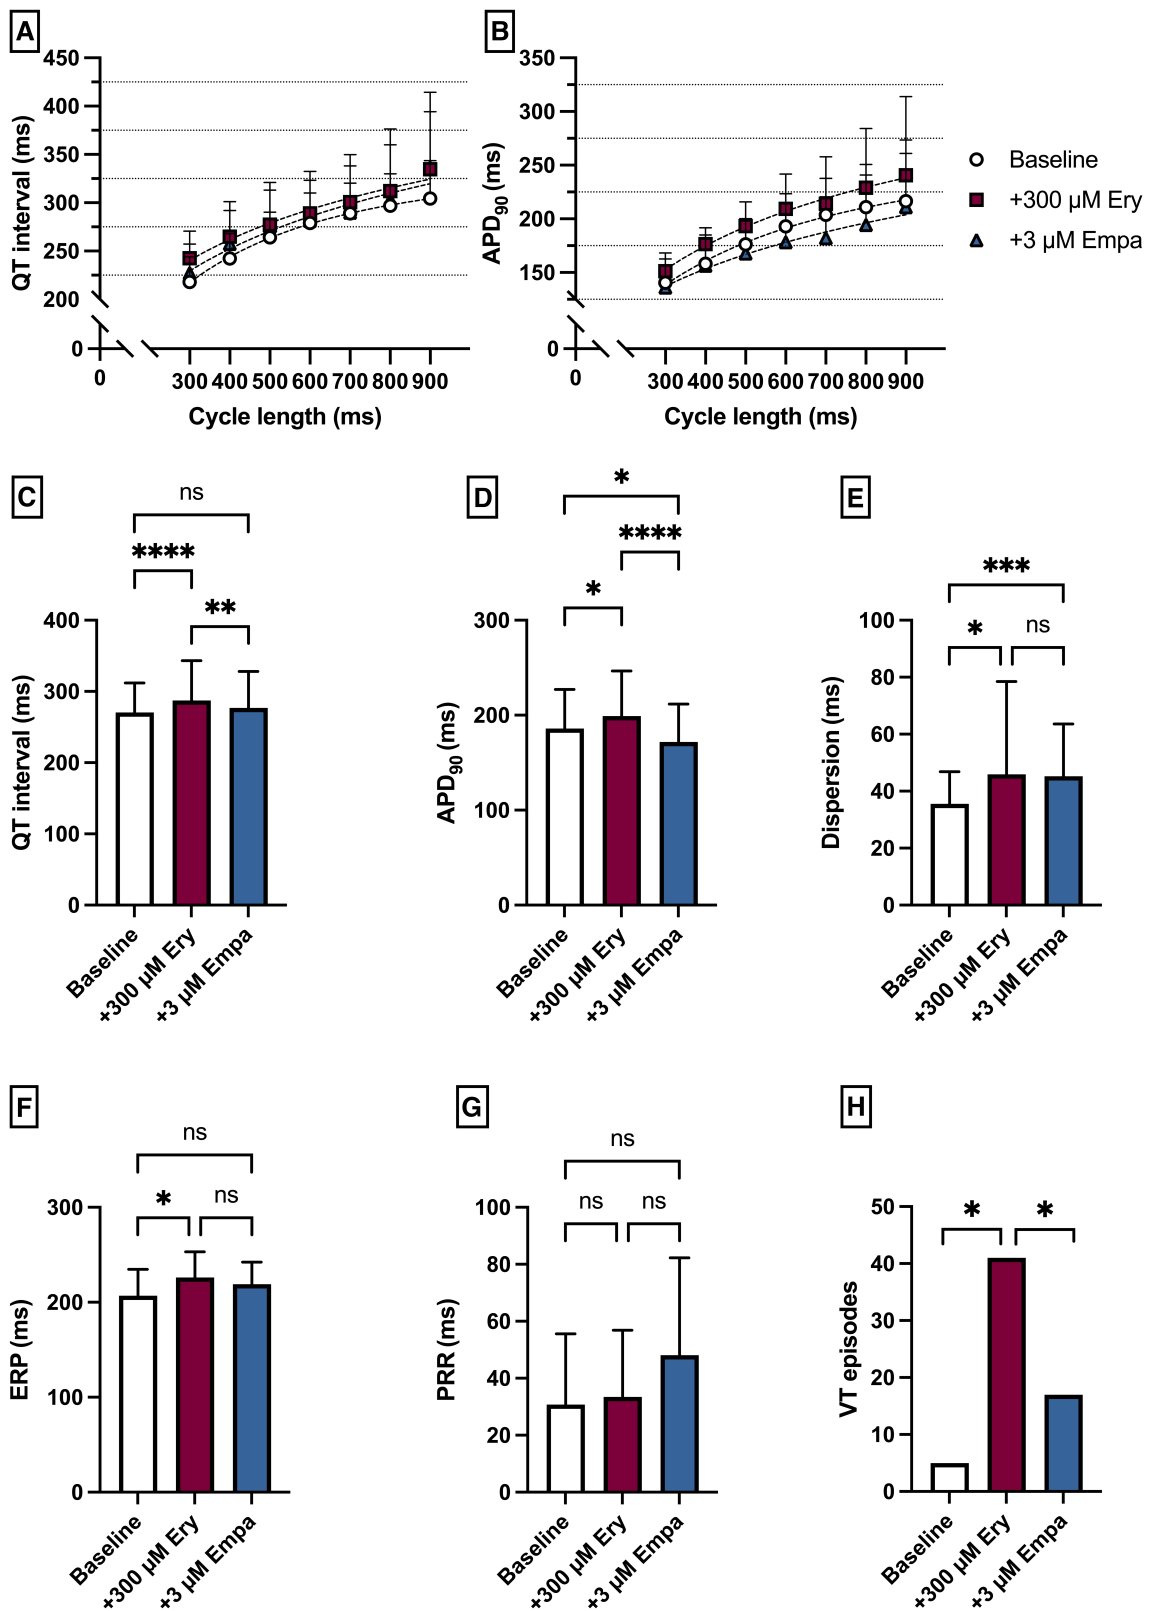 A
B
450
400
350
300
250
200
0
QT interval (ms)
0
300 400 500 600 700 800 900
Cycle length (ms)
350
300
250
200
150
0
APD90 (ms)
0
300 400 500 600 700 800 900
Cycle length (ms)
Baseline
+300 µM Ery
+3 µM Empa
C
ns
****
**
400
300
200
100
0
QT interval (ms)
Baseline
+300 µM Ery
+3 µM Empa
D
*
****
*
300
200
100
0
APD90 (ms)
Baseline
+300 µM Ery
+3 µM Empa
E
***
*
ns
100
80
60
40
20
0
Dispersion (ms)
Baseline
+300 µM Ery
+3 µM Empa
F
ns
*
ns
300
200
100
0
ERP (ms)
Baseline
+300 µM Ery
+3 µM Empa
G
ns
ns
ns
100
80
60
40
20
0
PRR (ms)
Baseline
+300 µM Ery
+3 µM Empa
H
*
*
50
40
30
20
10
0
VT episodes
Baseline
+300 µM Ery
+3 µM Empa